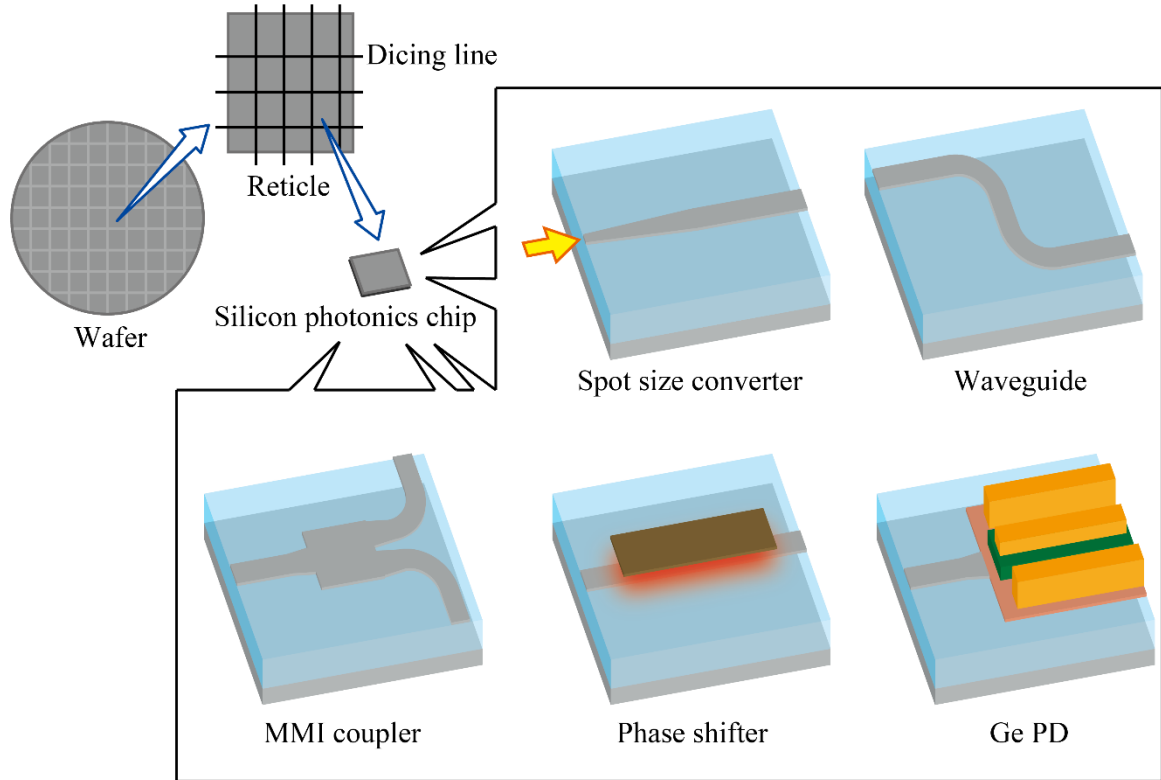 Dicing line
Reticle
Wafer
Silicon photonics chip
Spot size converter
Waveguide
MMI coupler
Phase shifter
Ge PD